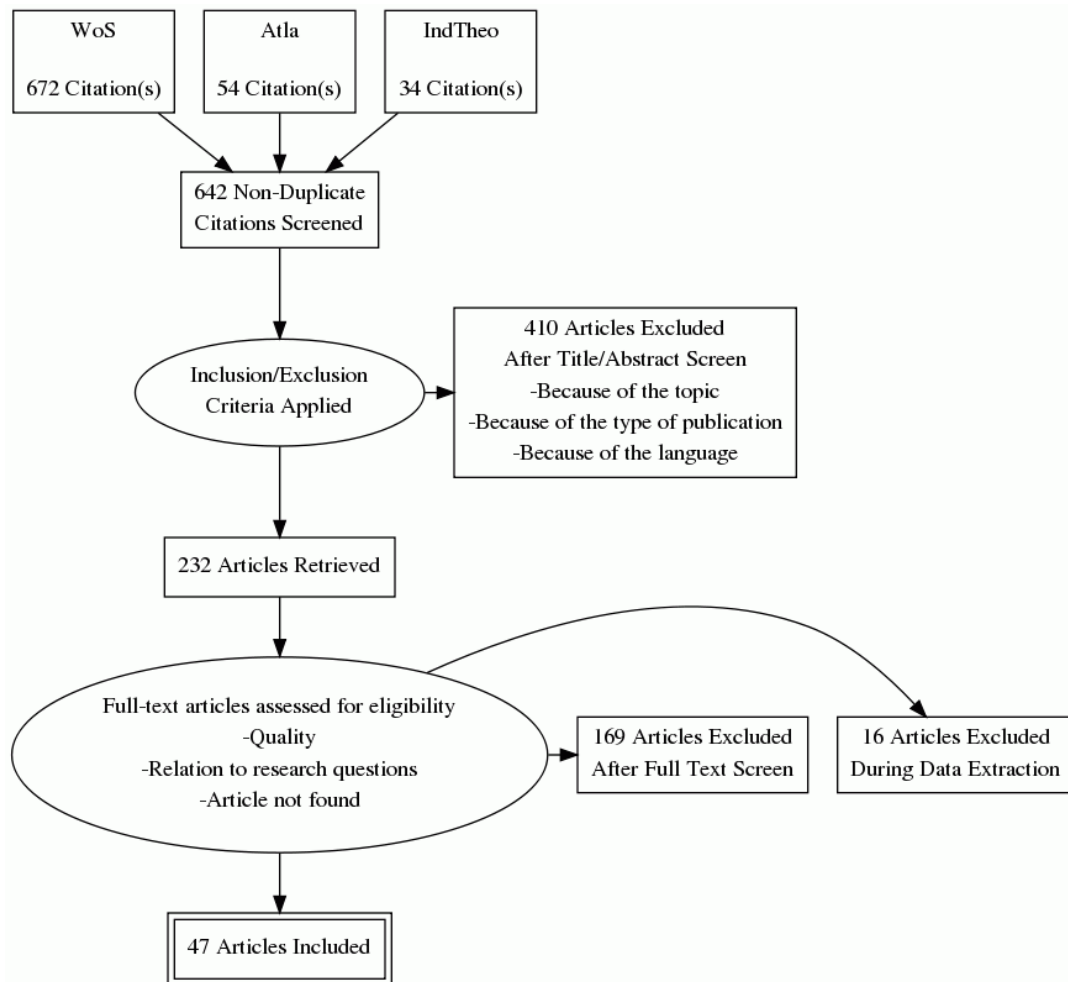 WoS
672 Citation(s)
Atla
54 Citation(s)
IndTheo
34 Citation(s)
642 Non-Duplicate
Citations Screened
Inclusion/Exclusion
Criteria Applied
410 Articles Excluded
After Title/Abstract Screen
-Because of the topic
-Because of the type of publication
-Because of the language
232 Articles Retrieved
Full-text articles assessed for eligibility
-Quality
-Relation to research questions
-Article not found
169 Articles Excluded
After Full Text Screen
16 Articles Excluded
During Data Extraction
47 Articles Included